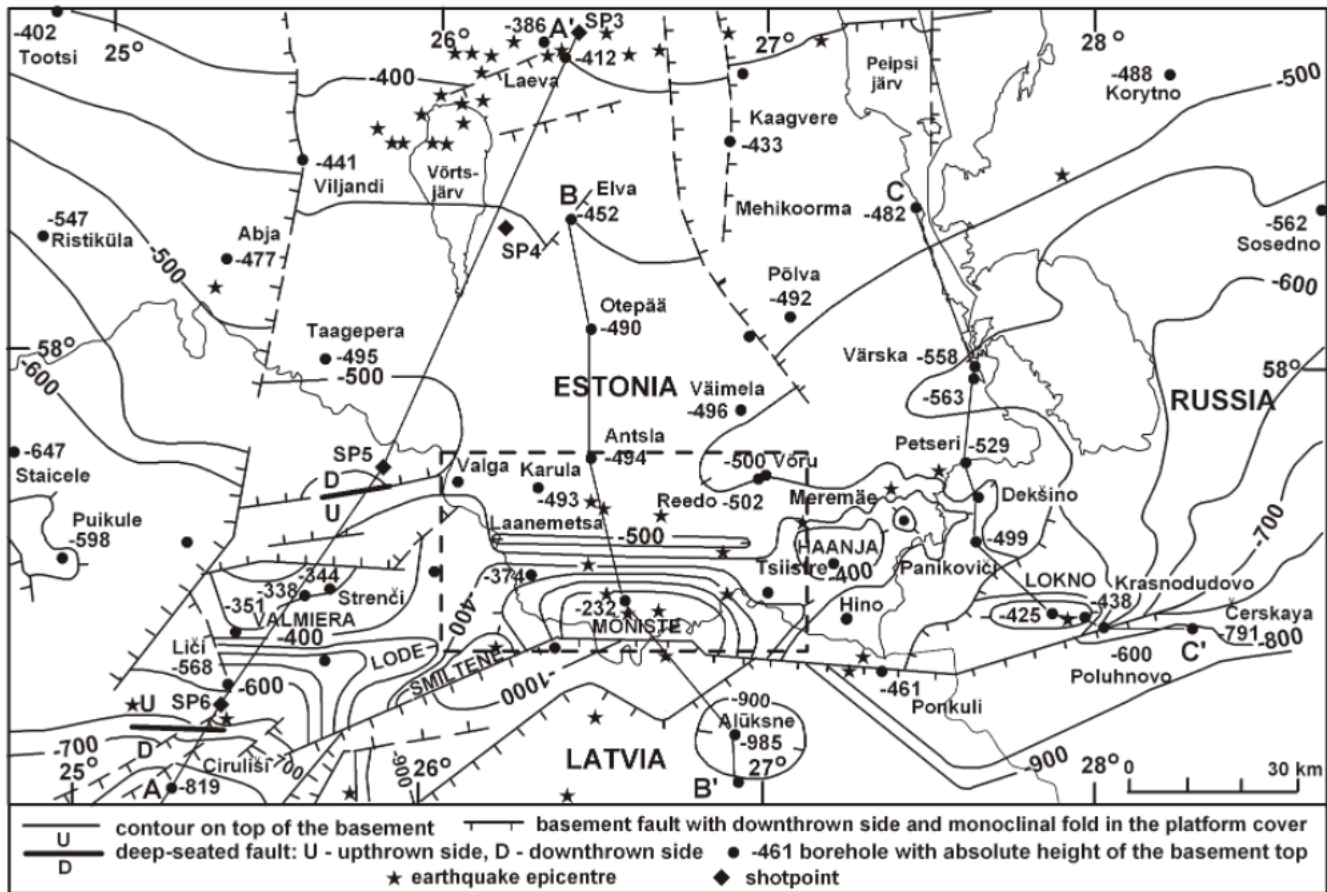 -402
Tootsi
25°
26°
-386
A'
SP3
27°
28°
-412
Laeva
-400
Peipsi
järv
-488
Korytno
-500
Kaagvere
-433
-441
Viljandi
Võrts-
järv
B
Elva
-452
C
-482
Mehikoorma
-562
Sosedno
-547
Ristiküla
Abja
-477
-500
SP4
-600
Põlva
-492
Otepää
-490
Taagepera
-495
58°
-500
Värska
-558
-563
58°
-600
ESTONIA
RUSSIA
Väimela
-496
-647
Staicele
SP5
Antsla
-494
Petseri
-529
D
U
Valga
Karula
-493
-500
Võru
Reedo
-502
Meremäe
Dekšino
-700
Puikule
-598
Laanemetsa
-500
HAANJA
-400
Tsiistre
Panikoviči
-499
-344
-338
Strenči
-351
VALMIERA
-400
-400
-374
-232
MÕNISTE
Hino
LOKNO
-425
Krasnodudovo
-438
Čerskaya
-791
-800
Liči
-568
LODE
SMILTENE
-1000
-600
C'
Poluhnovo
-600
SP6
U
-461
Ponkuli
-900
Alūksne
-985
-700
D
Cirulīši
-700
-900
LATVIA
-900
25°
A
-819
26°
B'
27°
28°
0
30 km
contour on top of the basement
basement fault with downthrown side and monoclinal fold in the platform cover
U
D
deep-seated fault: U - upthrown side, D - downthrown side
-461 borehole with absolute height of the basement top
earthquake epicentre
shotpoint